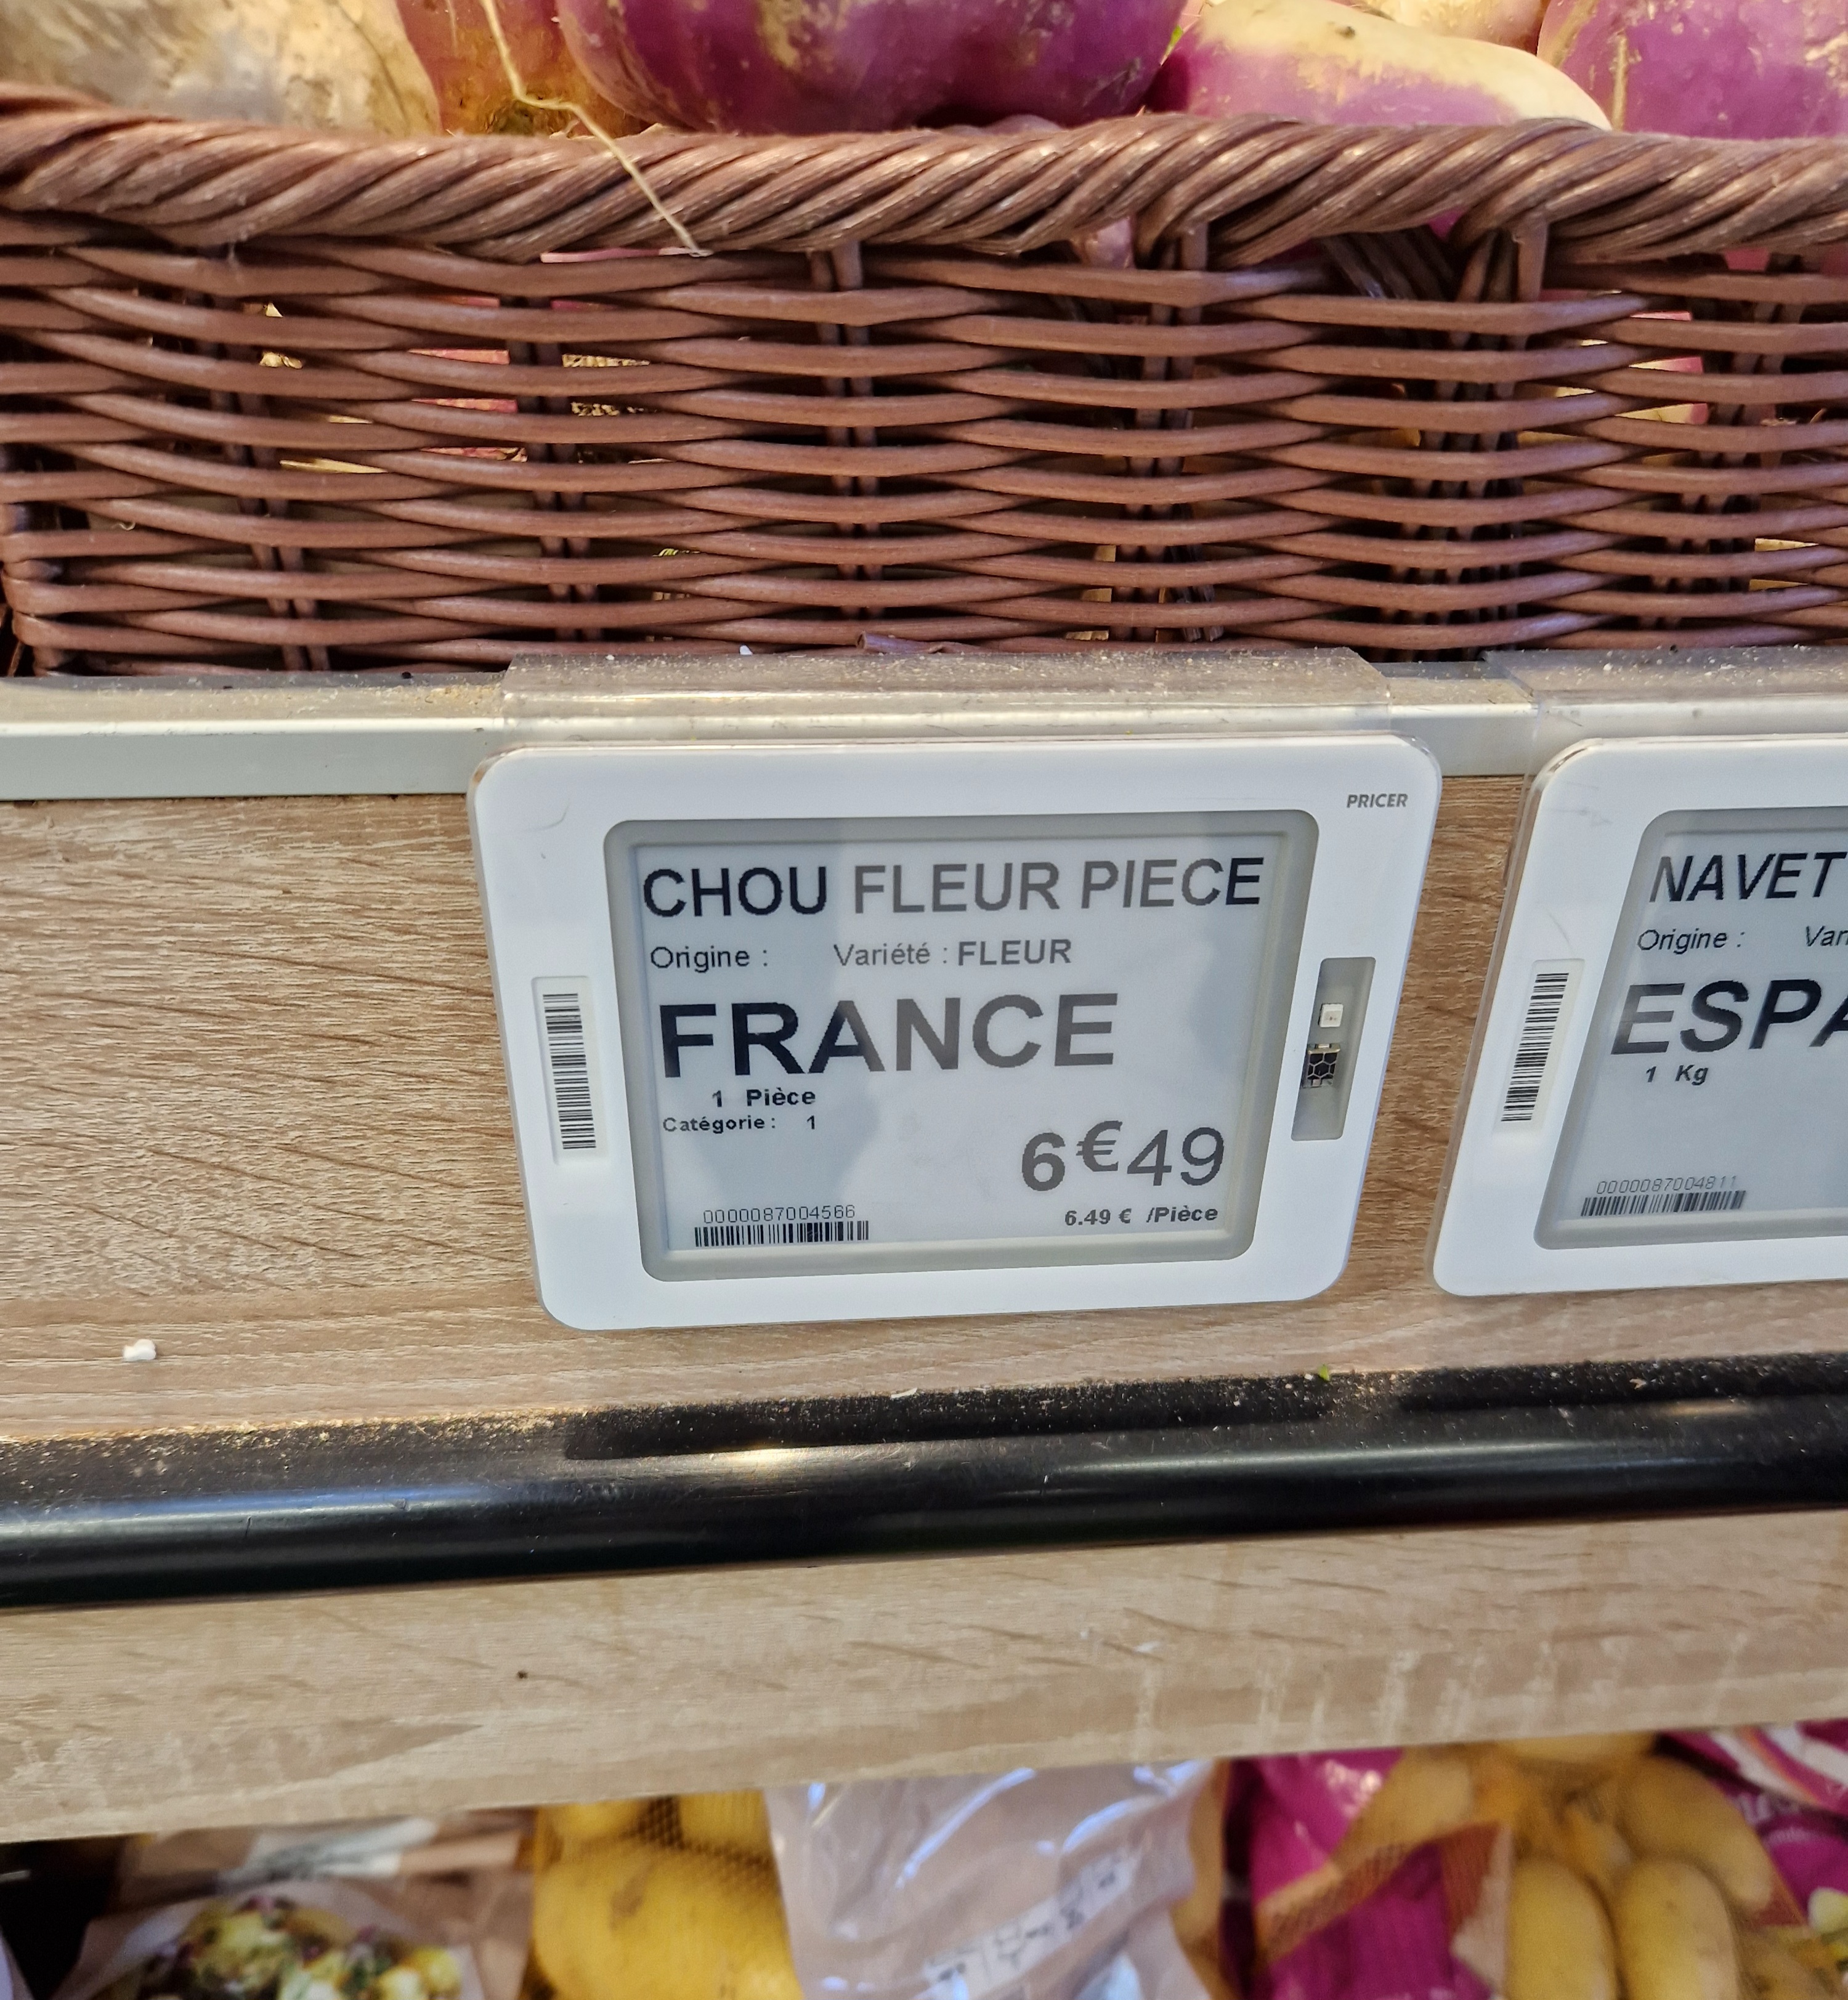 PRICER
CHOU FLEUR PIECE
Origine : Variété : FLEUR
FRANCE
1 Pièce
Catégorie : 1
6€49
0000087004566
6.49 € /Pièce
NAVET
Origine :
1 Kg
0000087004811